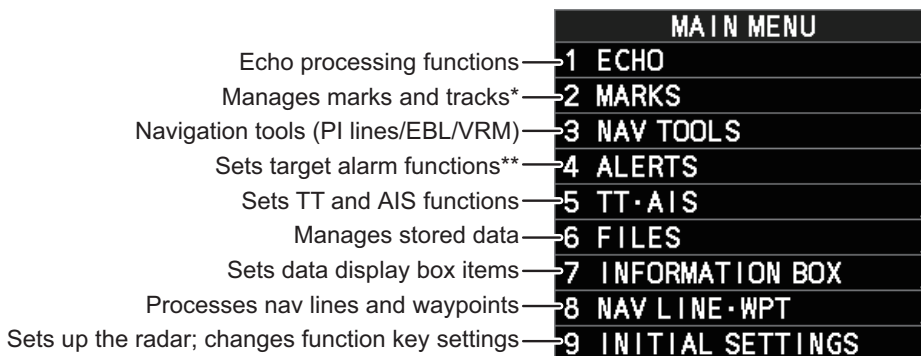 MAIN MENU
Echo processing functions 1 ECHO
Manages marks and tracks* 2 MARKS
Navigation tools (PI lines/EBL/VRM) 3 NAV TOOLS
Sets target alarm functions** 4 ALERTS
Sets TT and AIS functions 5 TT·AIS
Manages stored data 6 FILES
Sets data display box items 7 INFORMATION BOX
Processes nav lines and waypoints 8 NAV LINE·WPT
Sets up the radar; changes function key settings 9 INITIAL SETTINGS